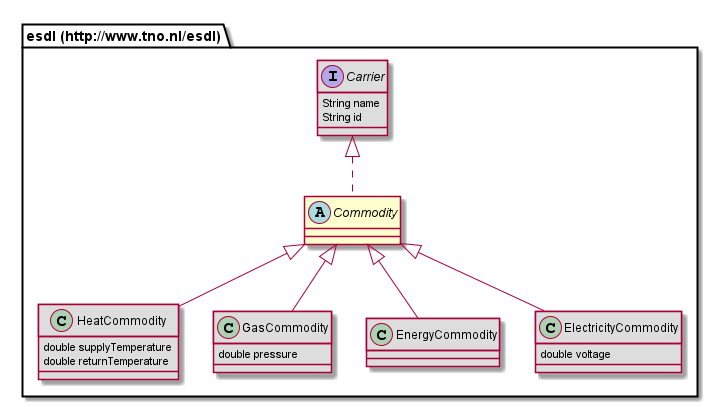 esdl (http://www.tno.nl/esdl)
I Carrier
String name
String id
A Commodity
C HeatCommodity
double supplyTemperature
double returnTemperature
C GasCommodity
double pressure
C EnergyCommodity
C ElectricityCommodity
double voltage